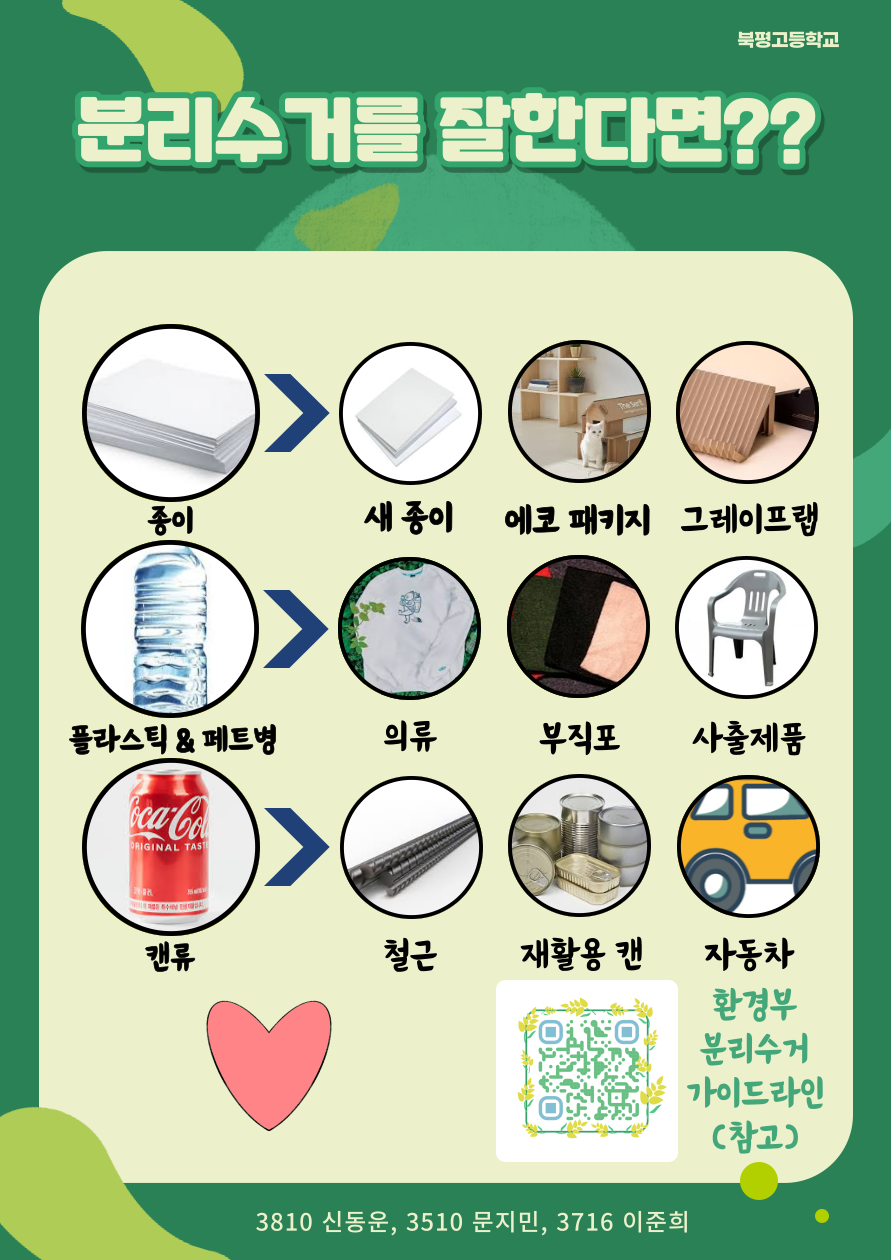 북평고등학교
분리수거를 잘한다면??
종이
새 종이
에코 패키지
그레이프랩
플라스틱 & 페트병
의류
부직포
사출제품
Coca-Col
ORIGINAL TASTE
캔류
철근
재활용 캔
자동차
환경부
분리수거
가이드라인
(참고)
3810 신동운, 3510 문지민, 3716 이준희